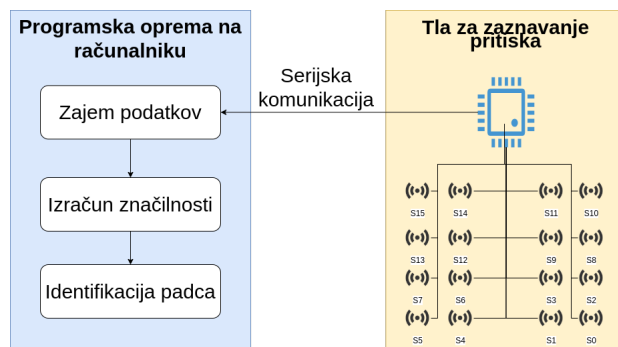 Programska oprema na
računalniku
Zajem podatkov
Izračun značilnosti
Identifikacija padca
Serijska
komunikacija
Tla za zaznavanje
pritiska
S15 S14 S11 S10
S13 S12 S9 S8
S7 S6 S3 S2
S5 S4 S1 S0